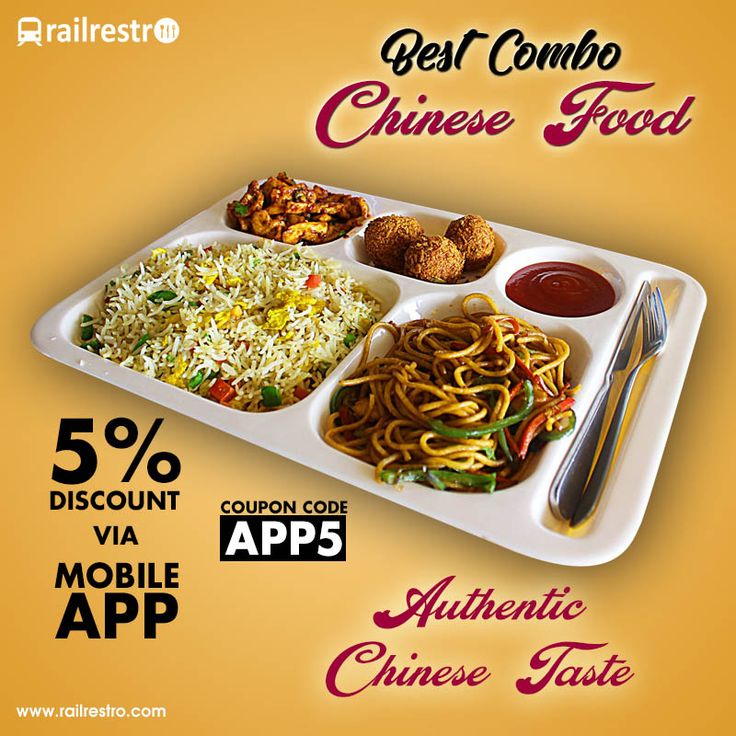 railrestro
Best Combo
Chinese Food
5%
DISCOUNT
VIA
MOBILE
APP
COUPON CODE
APP5
Authentic
Chinese Taste
www.railrestro.com